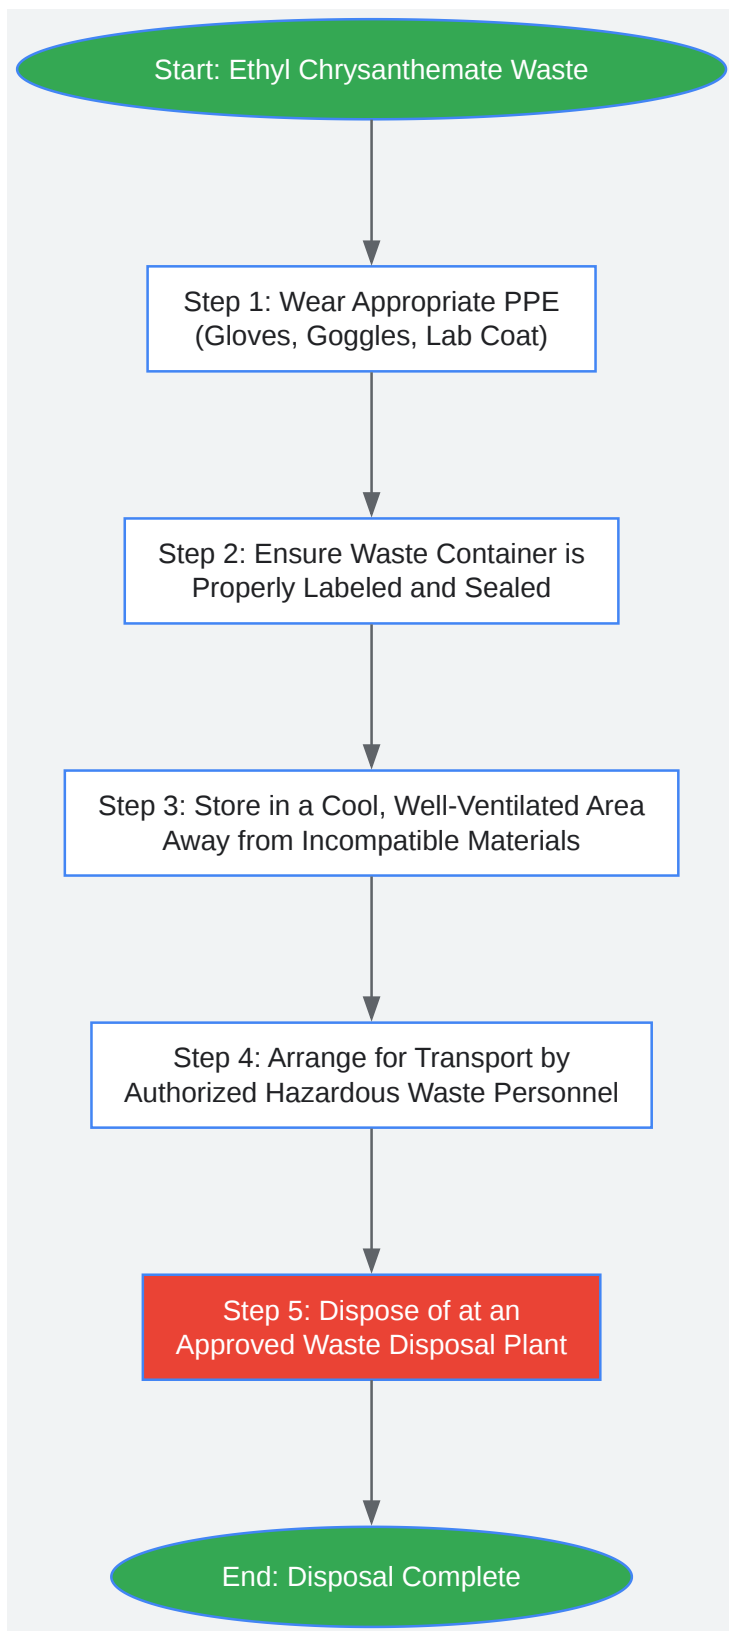 Start: Ethyl Chrysanthemate Waste
Step 1: Wear Appropriate PPE
(Gloves, Goggles, Lab Coat)
Step 2: Ensure Waste Container is
Properly Labeled and Sealed
Step 3: Store in a Cool, Well-Ventilated Area
Away from Incompatible Materials
Step 4: Arrange for Transport by
Authorized Hazardous Waste Personnel
Step 5: Dispose of at an
Approved Waste Disposal Plant
End: Disposal Complete